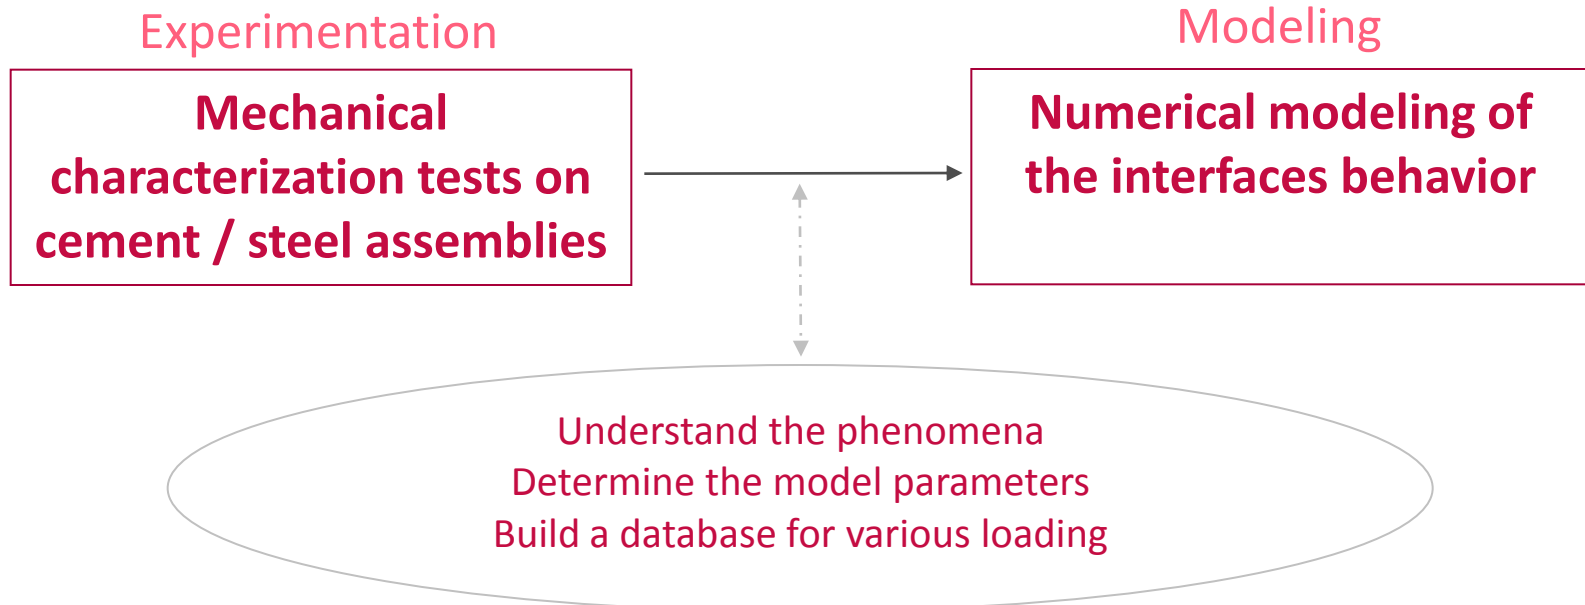 Experimentation
Modeling
Mechanical
characterization tests on
cement / steel assemblies
Numerical modeling of
the interfaces behavior
Understand the phenomena
Determine the model parameters
Build a database for various loading